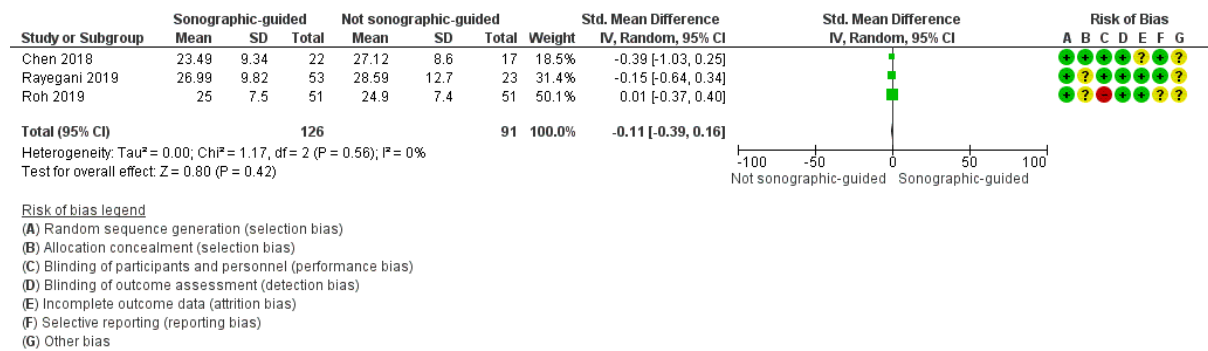 Sonographic-guided Not sonographic-guided Std. Mean Difference Std. Mean Difference Risk of Bias
Study or Subgroup Mean SD Total Mean SD Total Weight IV, Random, 95% CI IV, Random, 95% CI A B C D E F G
Chen 2018 23.49 9.34 22 27.12 8.6 17 18.5% -0.39 [-1.03, 0.25] + + + + ? + ?
Rayegani 2019 26.99 9.82 53 28.59 12.7 23 31.4% -0.15 [-0.64, 0.34] + ? + + + + ?
Roh 2019 25 7.5 51 24.9 7.4 51 50.1% 0.01 [-0.37, 0.40] + ? - + + ? ?
Total (95% CI) 126 91 100.0% -0.11 [-0.39, 0.16]
Heterogeneity: Tau² = 0.00; Chi² = 1.17, df = 2 (P = 0.56); I² = 0%
Test for overall effect: Z = 0.80 (P = 0.42)
-100 -50 0 50 100
Not sonographic-guided Sonographic-guided
Risk of bias legend
(A) Random sequence generation (selection bias)
(B) Allocation concealment (selection bias)
(C) Blinding of participants and personnel (performance bias)
(D) Blinding of outcome assessment (detection bias)
(E) Incomplete outcome data (attrition bias)
(F) Selective reporting (reporting bias)
(G) Other bias